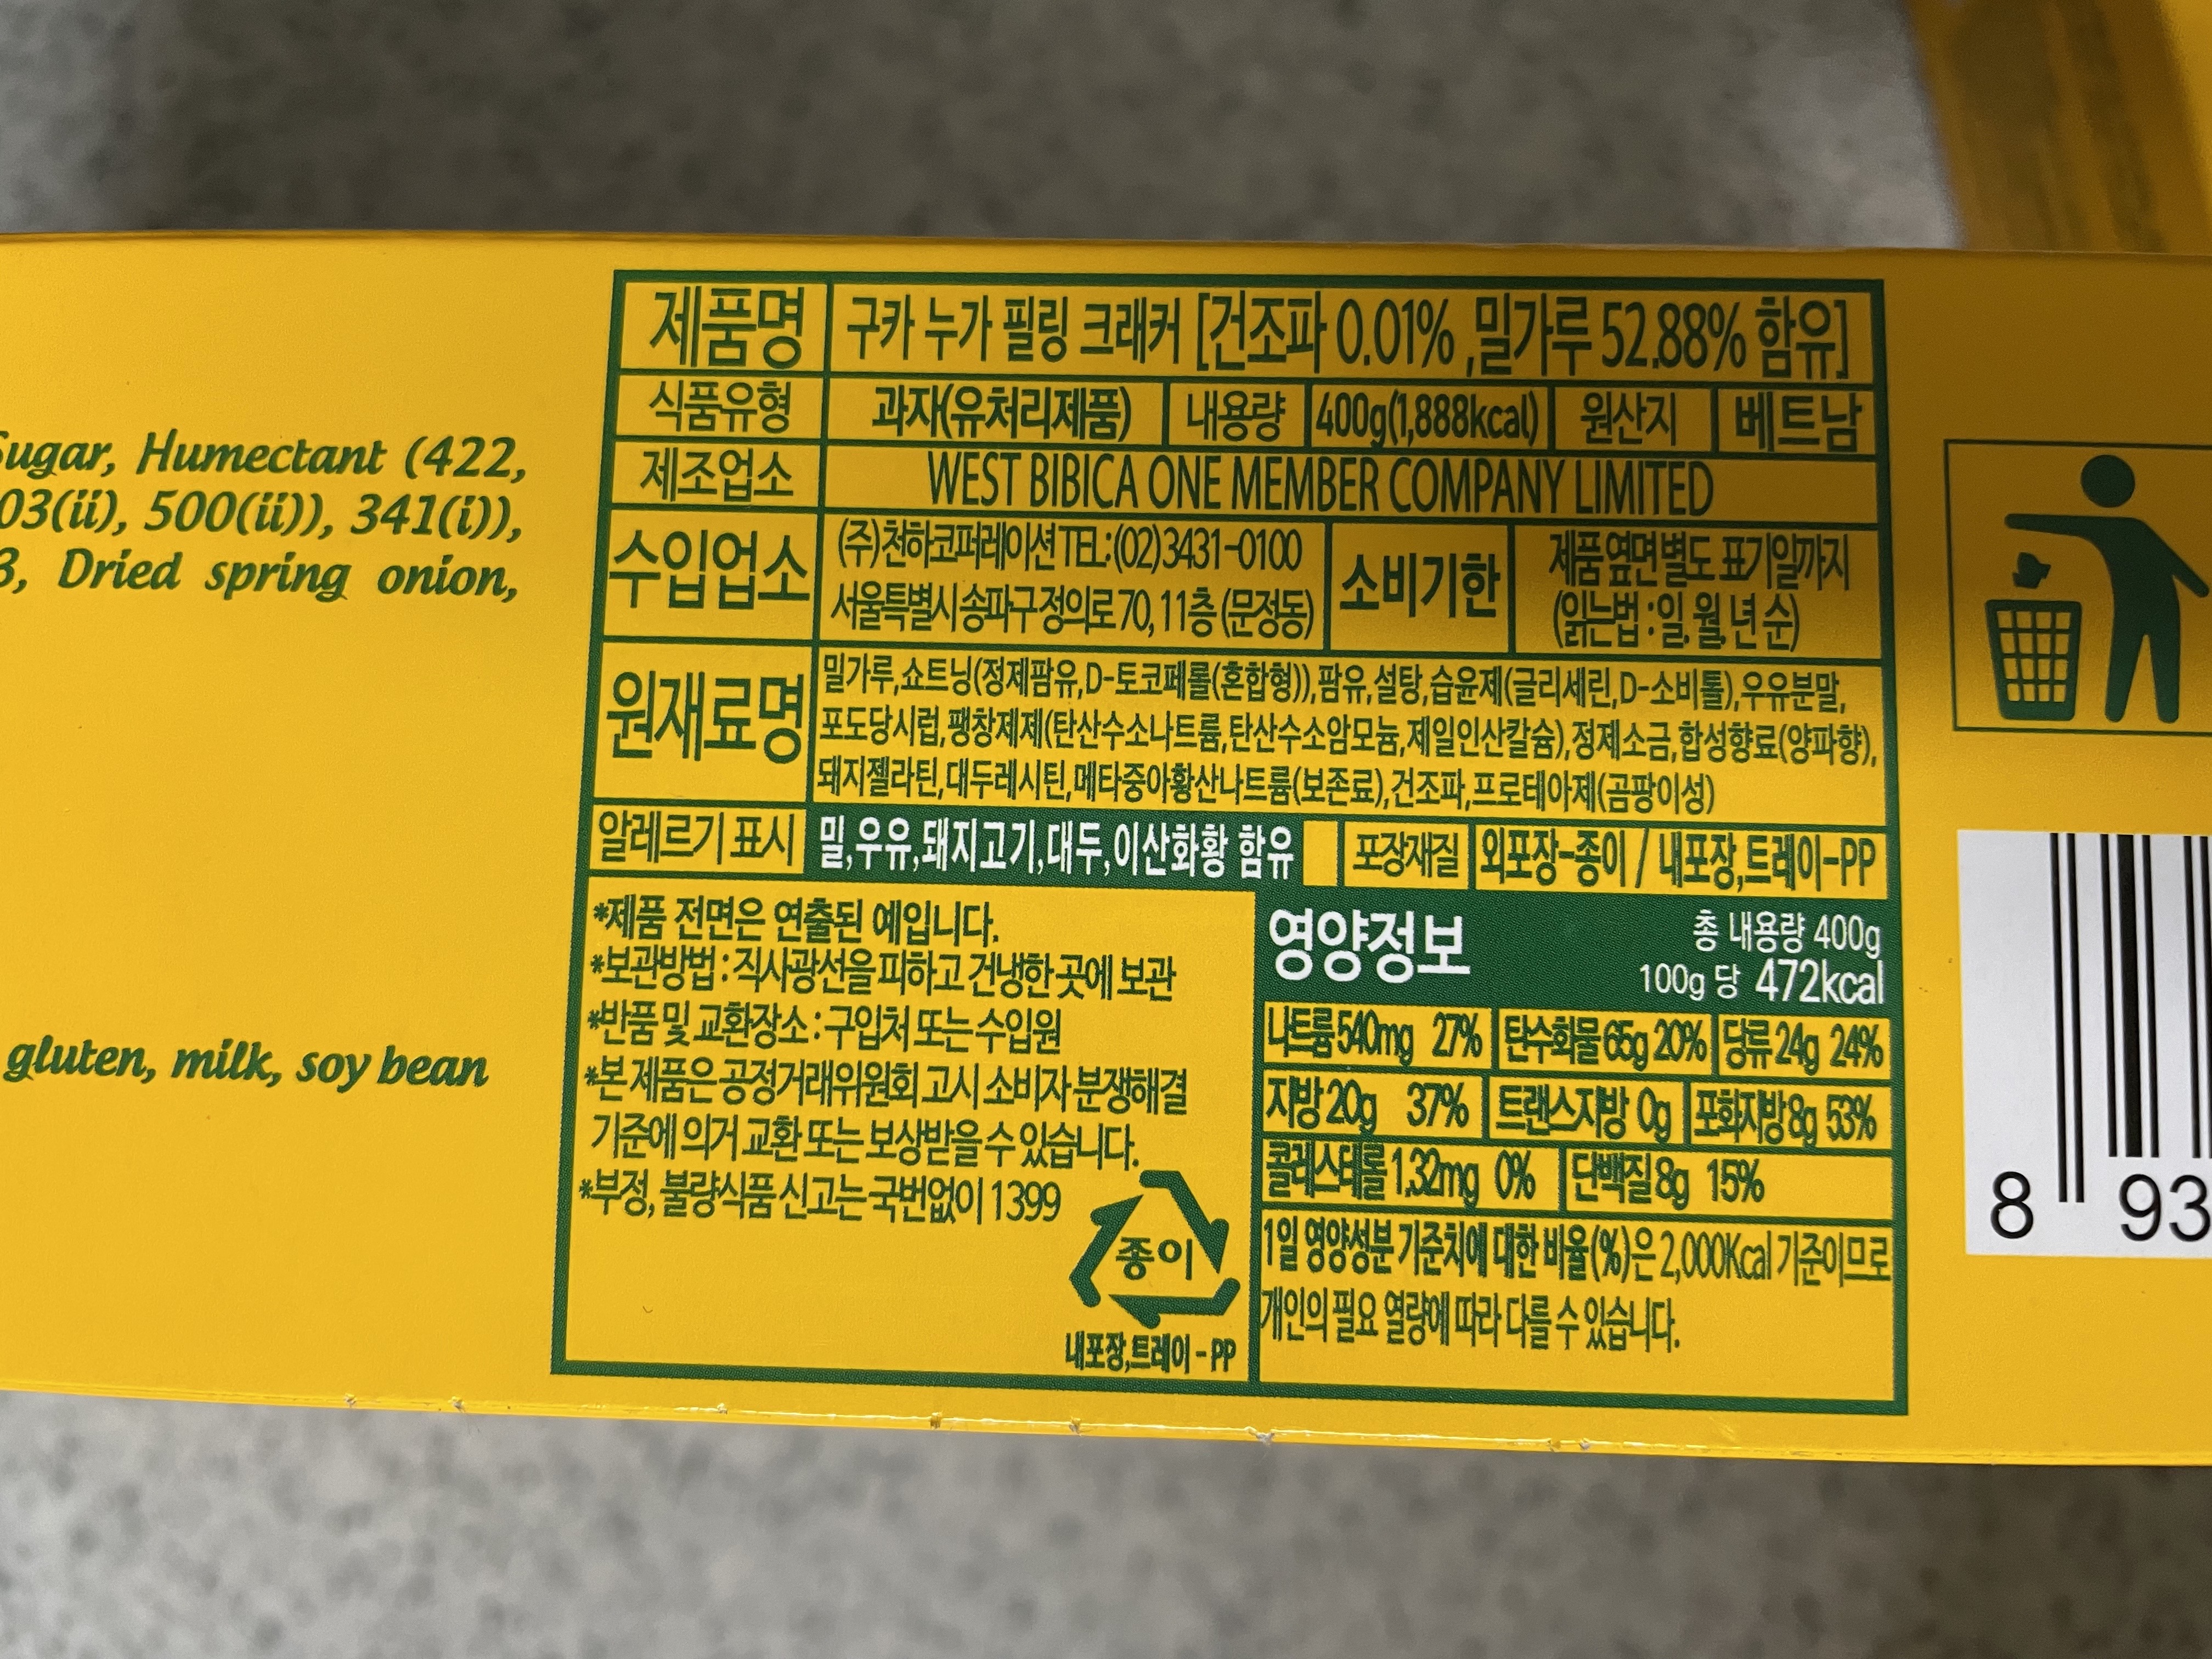 Sugar, Humectant (422,
03(ii), 500(ii)), 341(i)),
3, Dried spring onion,
gluten, milk, soy bean
제품명 구카 누가 필링 크래커 [건조파 0.01% ,밀가루 52.88% 함유]
식품유형 과자(유처리제품) 내용량 400g(1,888kcal) 원산지 베트남
제조업소 WEST BIBICA ONE MEMBER COMPANY LIMITED
수입업소 (주)천하코퍼레이션 TEL:(02)3431-0100
서울특별시 송파구 정의로 70, 11층 (문정동)
소비기한 제품 옆면 별도 표기일까지
(읽는법 : 일. 월. 년 순)
원재료명 밀가루,쇼트닝(정제팜유,D-토코페롤(혼합형)),팜유,설탕,습윤제(글리세린,D-소비톨),우유분말,
포도당시럽,팽창제제(탄산수소나트륨,탄산수소암모늄,제일인산칼슘),정제소금,합성향료(양파향),
돼지젤라틴,대두레시틴,메타중아황산나트륨(보존료),건조파,프로테아제(곰팡이성)
알레르기 표시 밀,우유,돼지고기,대두,이산화황 함유 포장재질 외포장-종이 / 내포장,트레이-PP
*제품 전면은 연출된 예입니다.
*보관방법 : 직사광선을 피하고 건냉한 곳에 보관
*반품 및 교환장소 : 구입처 또는 수입원
*본 제품은 공정거래위원회 고시 소비자 분쟁해결
기준에 의거 교환 또는 보상받을 수 있습니다.
*부정, 불량식품 신고는 국번없이 1399
종이
내포장,트레이 - PP
영양정보 총 내용량 400g
100g 당 472kcal
나트륨 540mg 27% 탄수화물 65g 20% 당류 24g 24%
지방 20g 37% 트랜스지방 0g 포화지방 8g 53%
콜레스테롤 1.32mg 0% 단백질 8g 15%
1일 영양성분 기준치에 대한 비율(%)은 2,000Kcal 기준이므로
개인의 필요 열량에 따라 다를 수 있습니다.
8 93